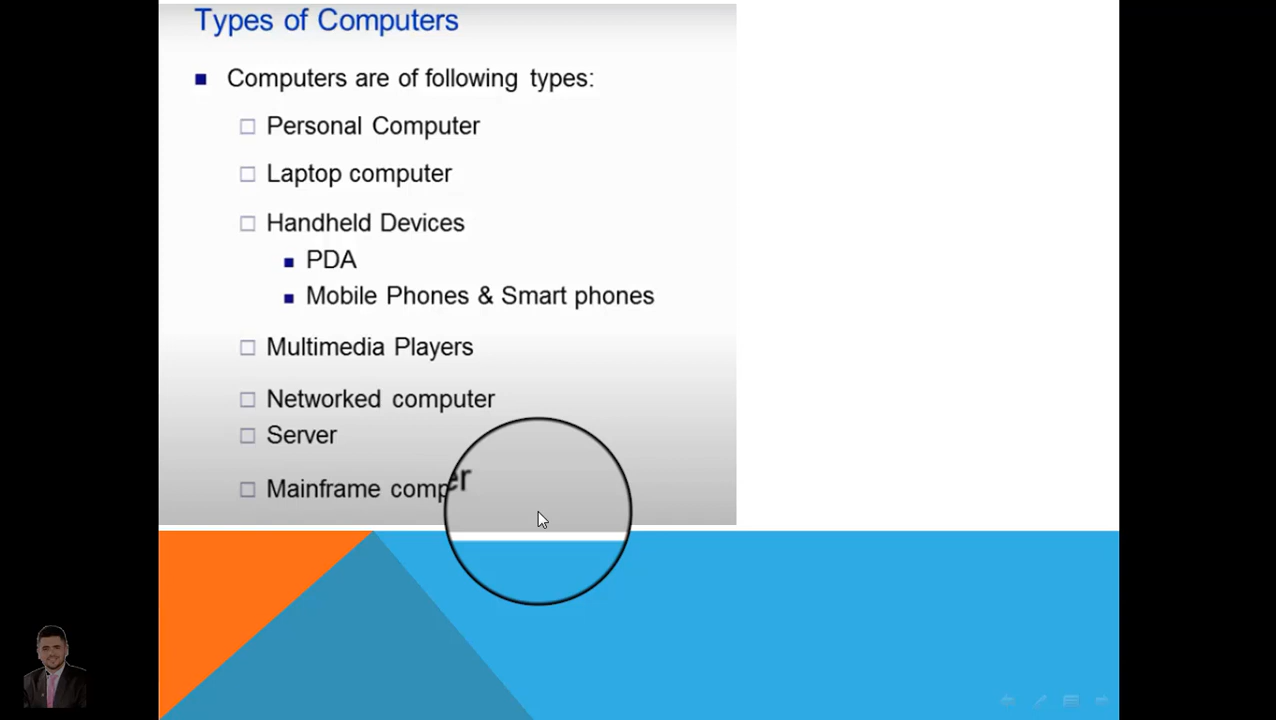 Types of Computers
Computers are of following types:
Personal Computer
Laptop computer
Handheld Devices
PDA
Mobile Phones & Smart phones
Multimedia Players
Networked computer
Server
Mainframe comp er